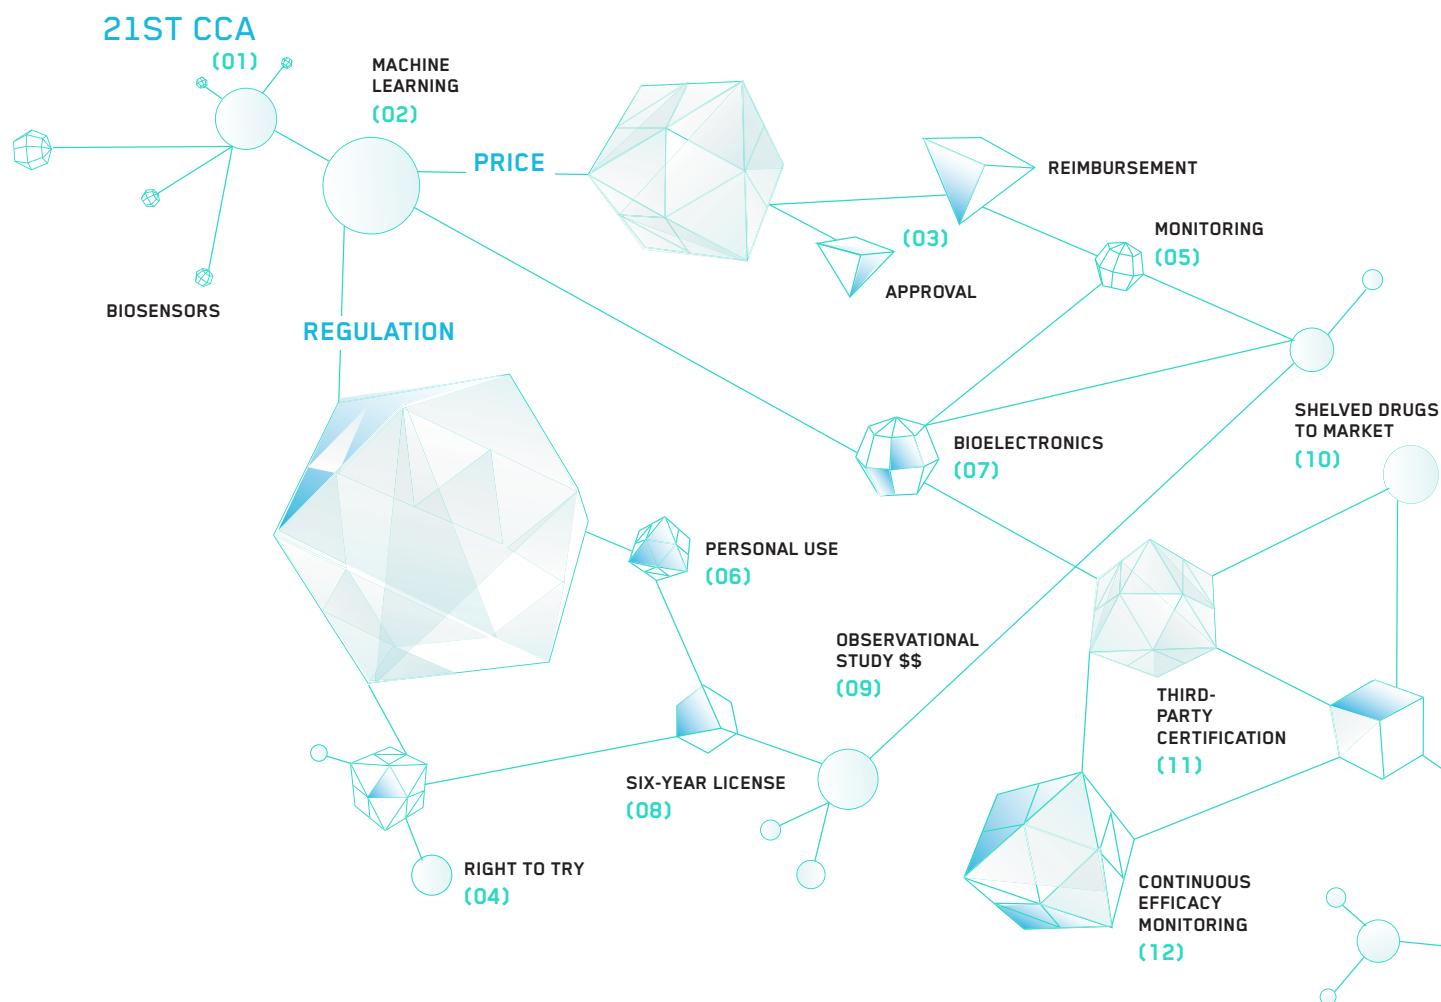 21ST CCA
(01)
MACHINE
LEARNING
(02)
PRICE
REIMBURSEMENT
(03)
APPROVAL
MONITORING
(05)
BIOSENSORS
REGULATION
BIOELECTRONICS
(07)
SHELVED DRUGS
TO MARKET
(10)
PERSONAL USE
(06)
OBSERVATIONAL
STUDY $$
(09)
THIRD-
PARTY
CERTIFICATION
(11)
SIX-YEAR LICENSE
(08)
RIGHT TO TRY
(04)
CONTINUOUS
EFFICACY
MONITORING
(12)